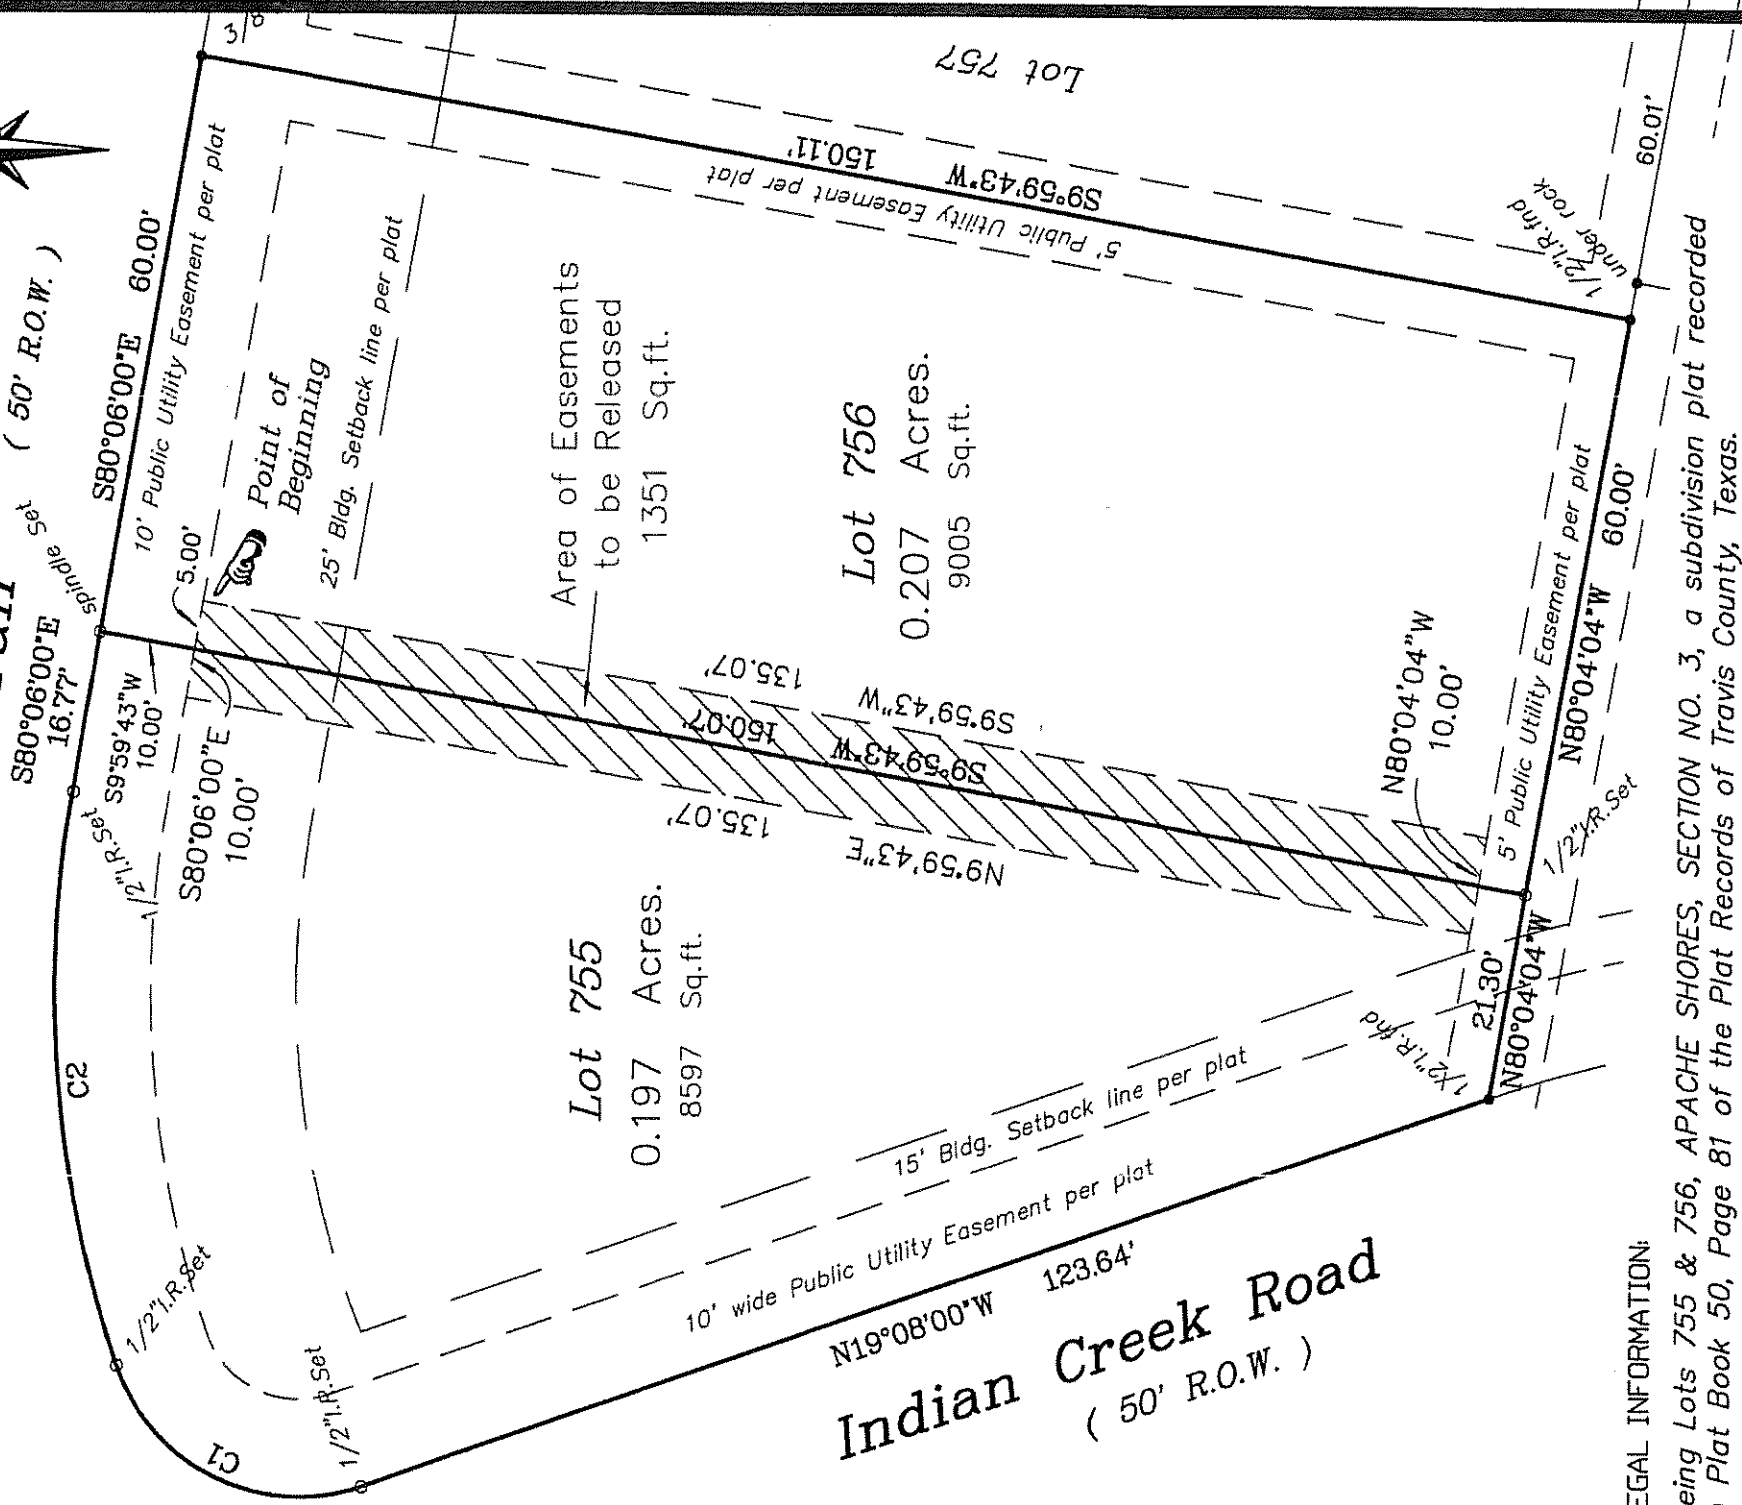 ( 50' R.O.W. )
S80°06'00"E 60.00'
10' Public Utility Easement per plat
spindle Set
S80°06'00"E
16.77'
5.00'
Point of
Beginning
25' Bldg. Setback line per plat
S9°59'43"W
10.00'
1/2"I.R.Set
S80°06'00"E
10.00'
Lot 757
150.11'
S9°59'43"W
5' Public Utility Easement per plat
Area of Easements
to be Released
1351 Sq.ft.
Lot 756
0.207 Acres.
9005 Sq.ft.
135.07'
S9°59'43"W
150.07'
S9°59'43"W
135.07'
N9°59'43"E
Lot 755
0.197 Acres.
8597 Sq.ft.
C2
1/2"I.R.Set
C1
1/2"I.R.Set
N80°04'04"W
10.00'
5' Public Utility Easement per plat
N80°04'04"W 60.00'
60.01'
1/2"I.R.fnd
under rock
1/2"I.R.Set
21.30'
N80°04'04"W
1/2"I.R.fnd
15' Bldg. Setback line per plat
10' wide Public Utility Easement per plat
N19°08'00"W 123.64'
Indian Creek Road
( 50' R.O.W. )
EGAL INFORMATION:
eing Lots 755 & 756, APACHE SHORES, SECTION NO. 3, a subdivision plat recorded
Plat Book 50, Page 81 of the Plat Records of Travis County, Texas.